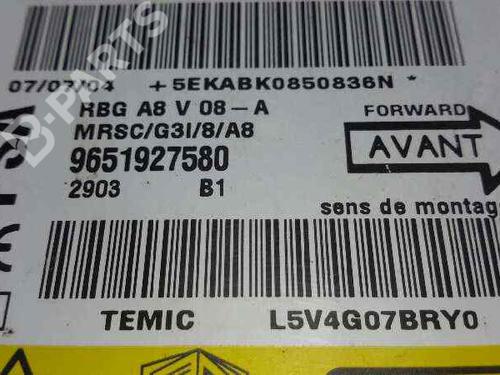 07/07/04 +5EKABK0850836N *
RBG A8 V 08-A
MRSC/G3I/8/A8
9651927580
2903 B1
FORWARD
AVANT
sens de montag
TEMIC L5V4G07BRY0
B-PARTS